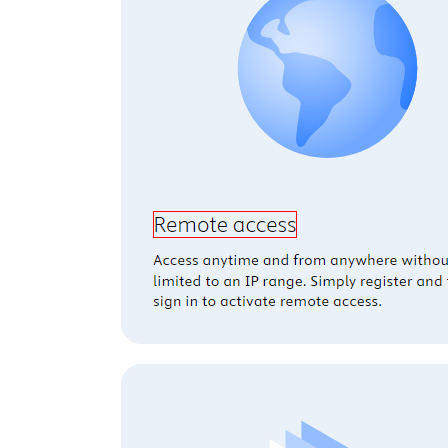 Remote access
Access anytime and from anywhere
limited to an IP range. Simply register and
sign in to activate remote access.